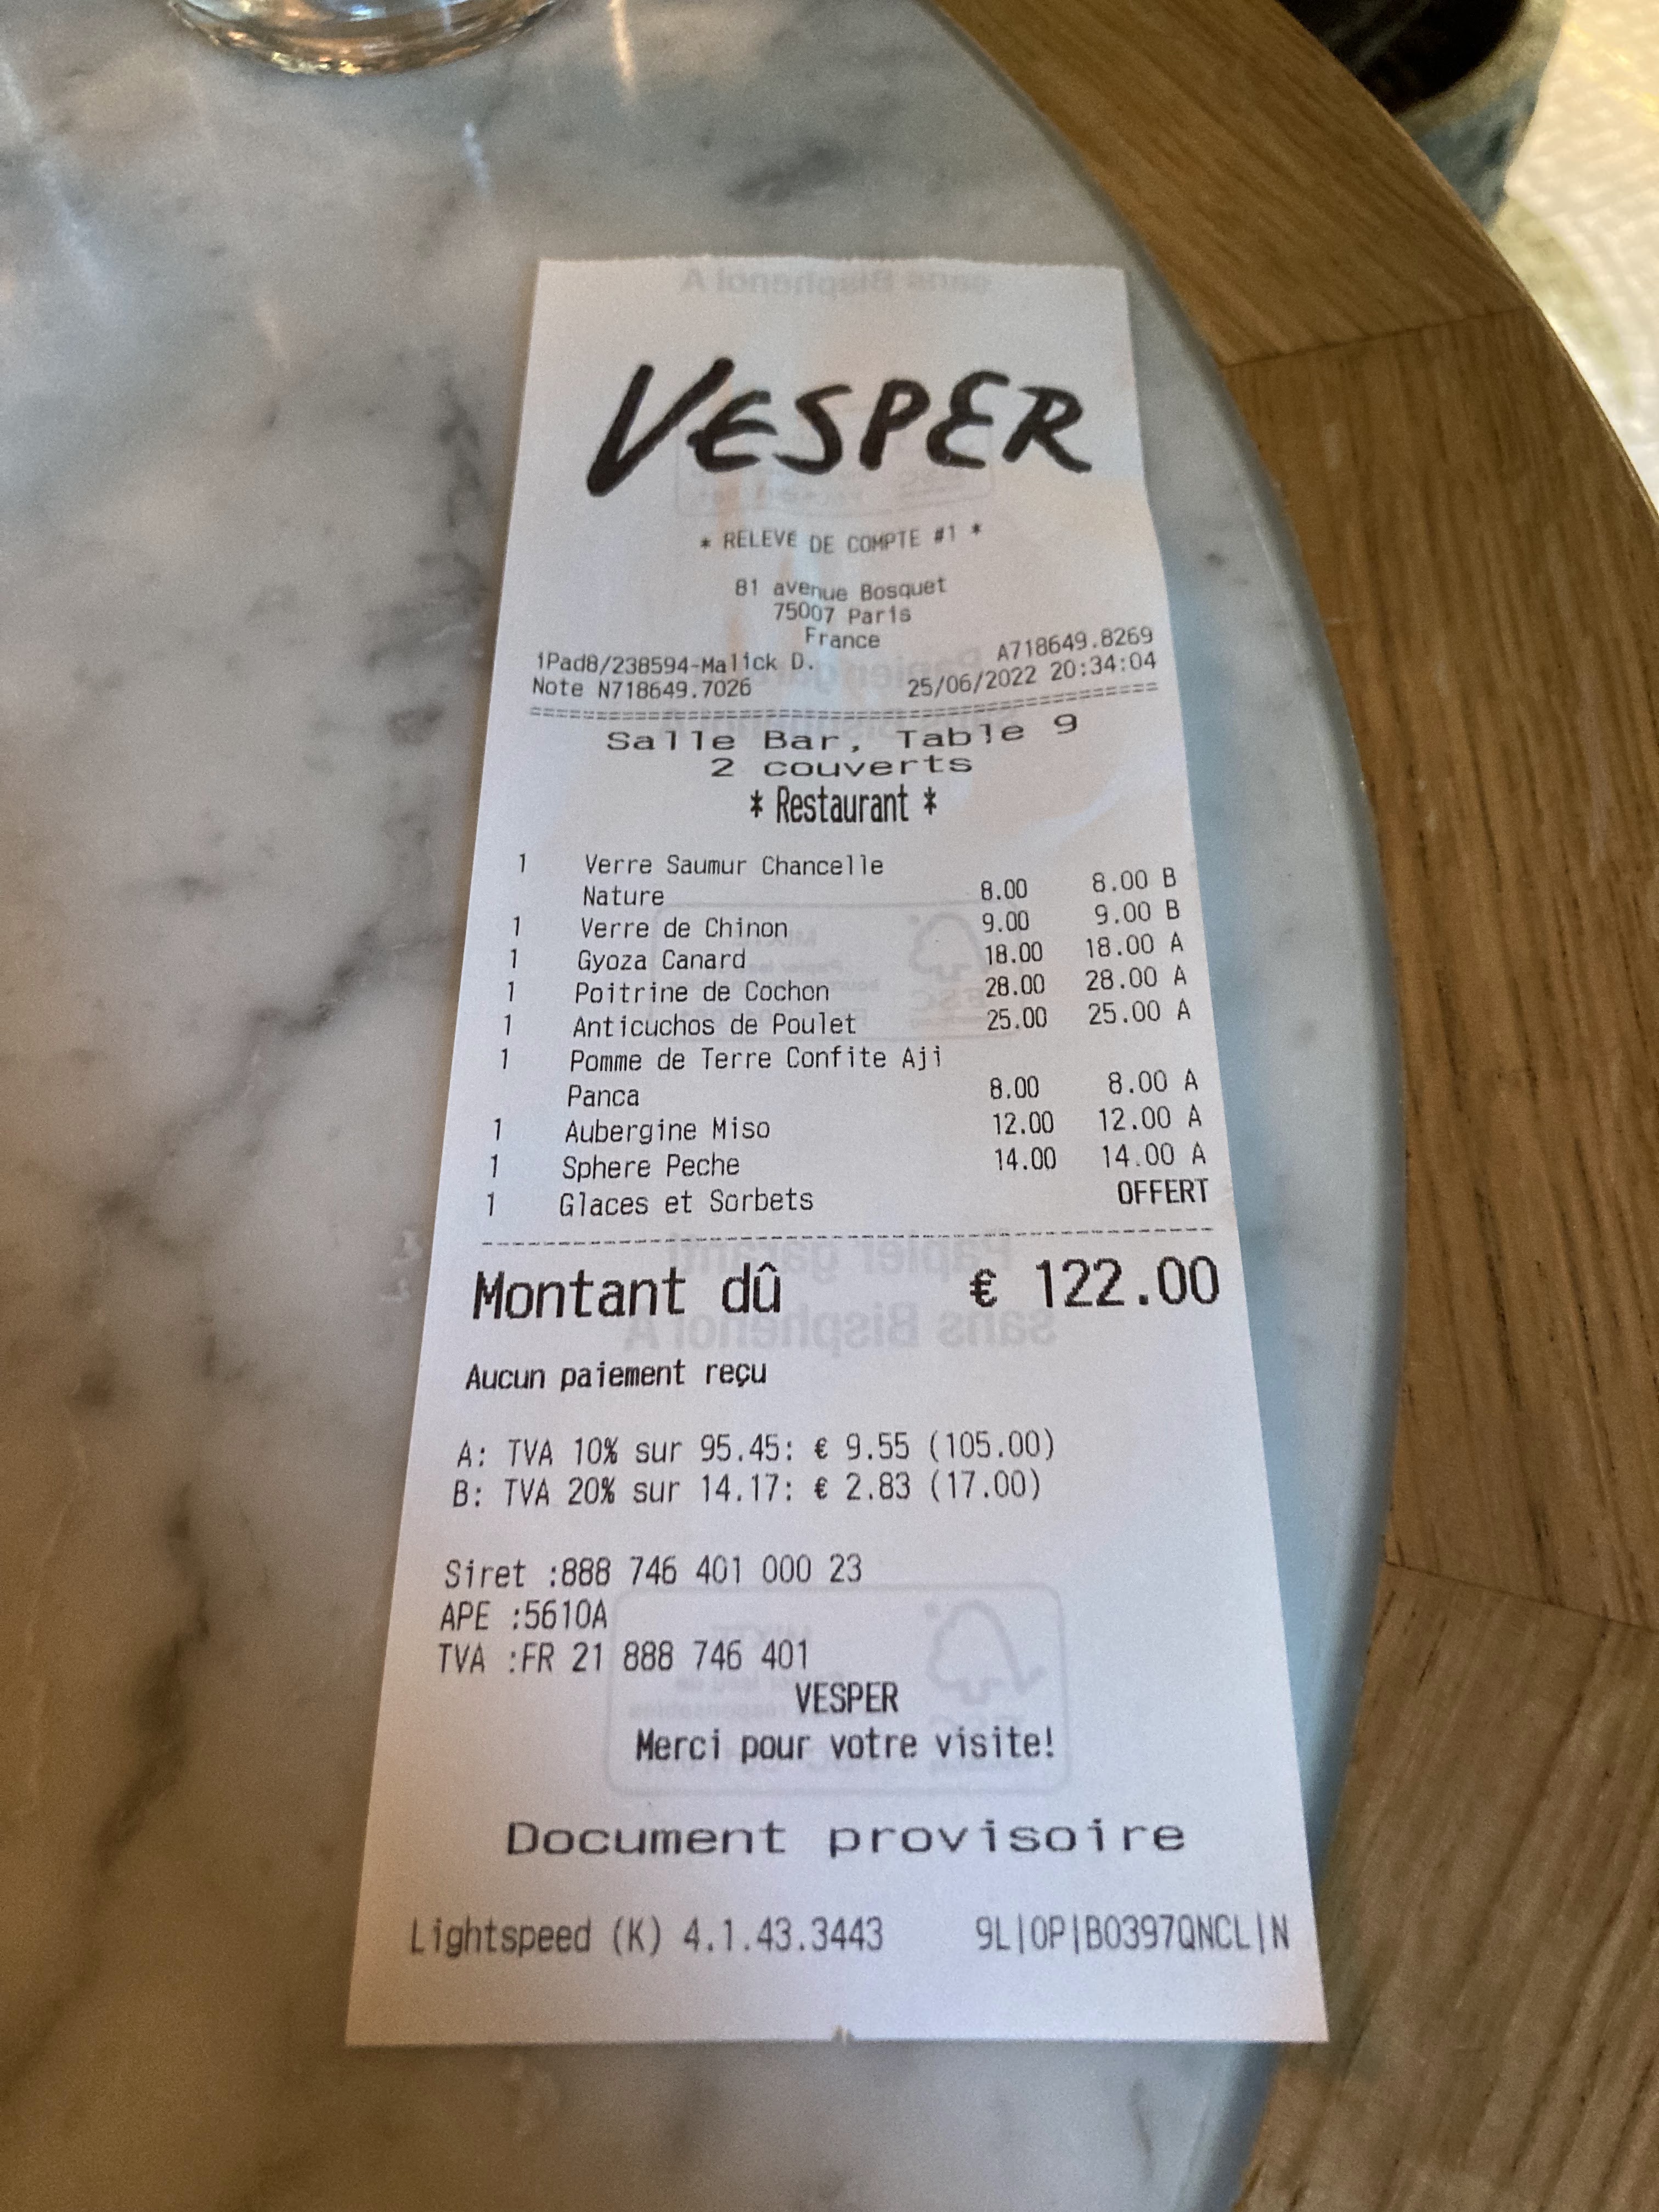 VESPER
* RELEVE DE COMPTE #1 *
81 avenue Bosquet
75007 Paris
France
iPad8/238594-Malick D. A718649.8269
Note N718649.7026 25/06/2022 20:34:04
Salle Bar, Table 9
2 couverts
* Restaurant *
1 Verre Saumur Chancelle
Nature 8.00 8.00 B
1 Verre de Chinon 9.00 9.00 B
1 Gyoza Canard 18.00 18.00 A
1 Poitrine de Cochon 28.00 28.00 A
1 Anticuchos de Poulet 25.00 25.00 A
1 Pomme de Terre Confite Aji
Panca 8.00 8.00 A
1 Aubergine Miso 12.00 12.00 A
1 Sphere Peche 14.00 14.00 A
1 Glaces et Sorbets OFFERT
Montant dû € 122.00
Aucun paiement reçu
A: TVA 10% sur 95.45: € 9.55 (105.00)
B: TVA 20% sur 14.17: € 2.83 (17.00)
Siret :888 746 401 000 23
APE :5610A
TVA :FR 21 888 746 401
VESPER
Merci pour votre visite!
Document provisoire
Lightspeed (K) 4.1.43.3443 9L|OP|BO397QNCL|N